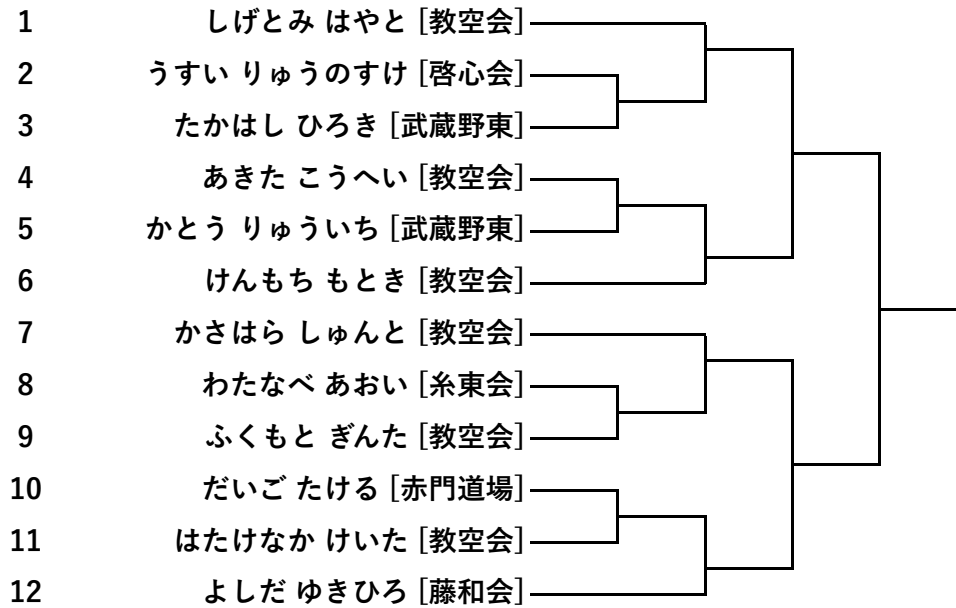 1 しげとみ はやと [教空会]
2 うすい りゅうのすけ [啓心会]
3 たかはし ひろき [武蔵野東]
4 あきた こうへい [教空会]
5 かとう りゅういち [武蔵野東]
6 けんもち もとき [教空会]
7 かさはら しゅんと [教空会]
8 わたなべ あおい [糸東会]
9 ふくもと ぎんた [教空会]
10 だいご たける [赤門道場]
11 はたけなか けいた [教空会]
12 よしだ ゆきひろ [藤和会]